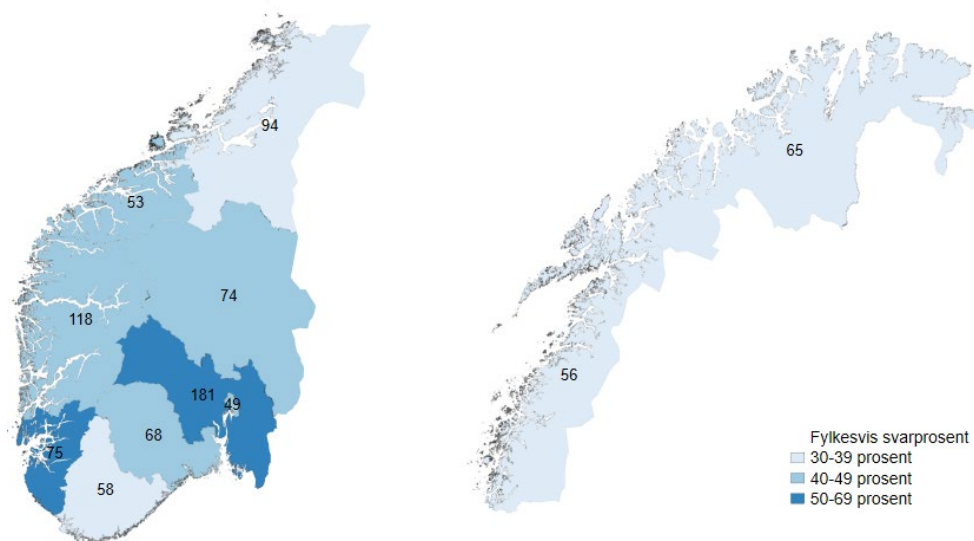 94
53
74
118
181
49
68
75
58
65
56
Fylkesvis svarprosent
30-39 prosent
40-49 prosent
50-69 prosent